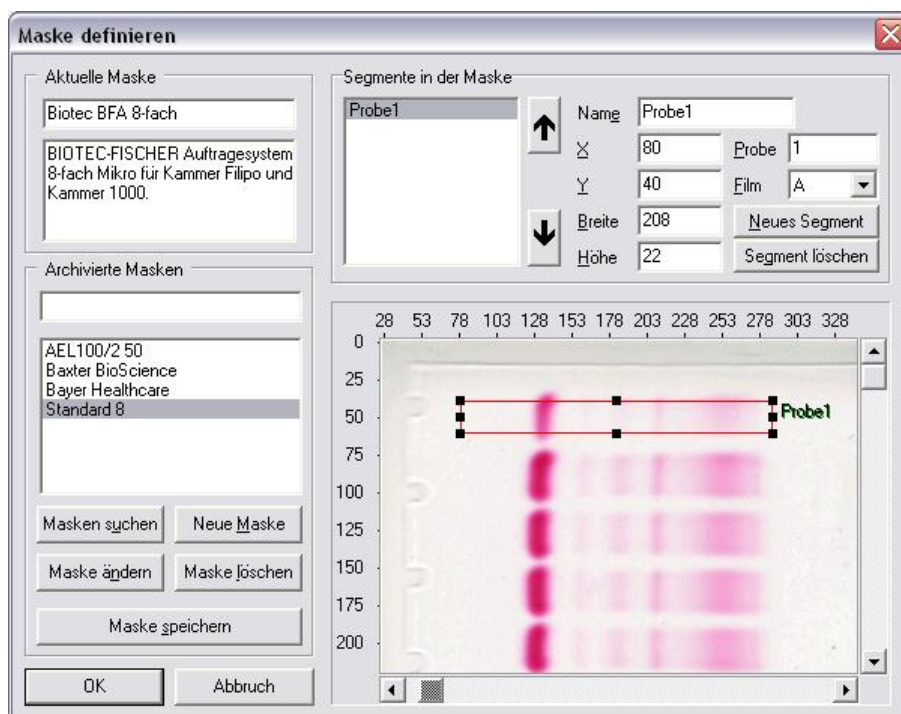 Maske definieren
Aktuelle Maske
Biotec BFA 8-fach
BIOTEC-FISCHER Auftragesystem
8-fach Mikro für Kammer Filipo und
Kammer 1000.
Archivierte Masken
AEL100/2 50
Baxter BioScience
Bayer Healthcare
Standard 8
Masken suchen Neue Maske
Maske ändern Maske löschen
Maske speichern
OK Abbruch
Segmente in der Maske
Probe1
Name Probe1
X 80 Probe 1
Y 40 Film A
Breite 208 Neues Segment
Höhe 22 Segment löschen
28 53 78 103 128 153 178 203 228 253 278 303 328
0
25
50
Probe1
75
100
125
150
175
200